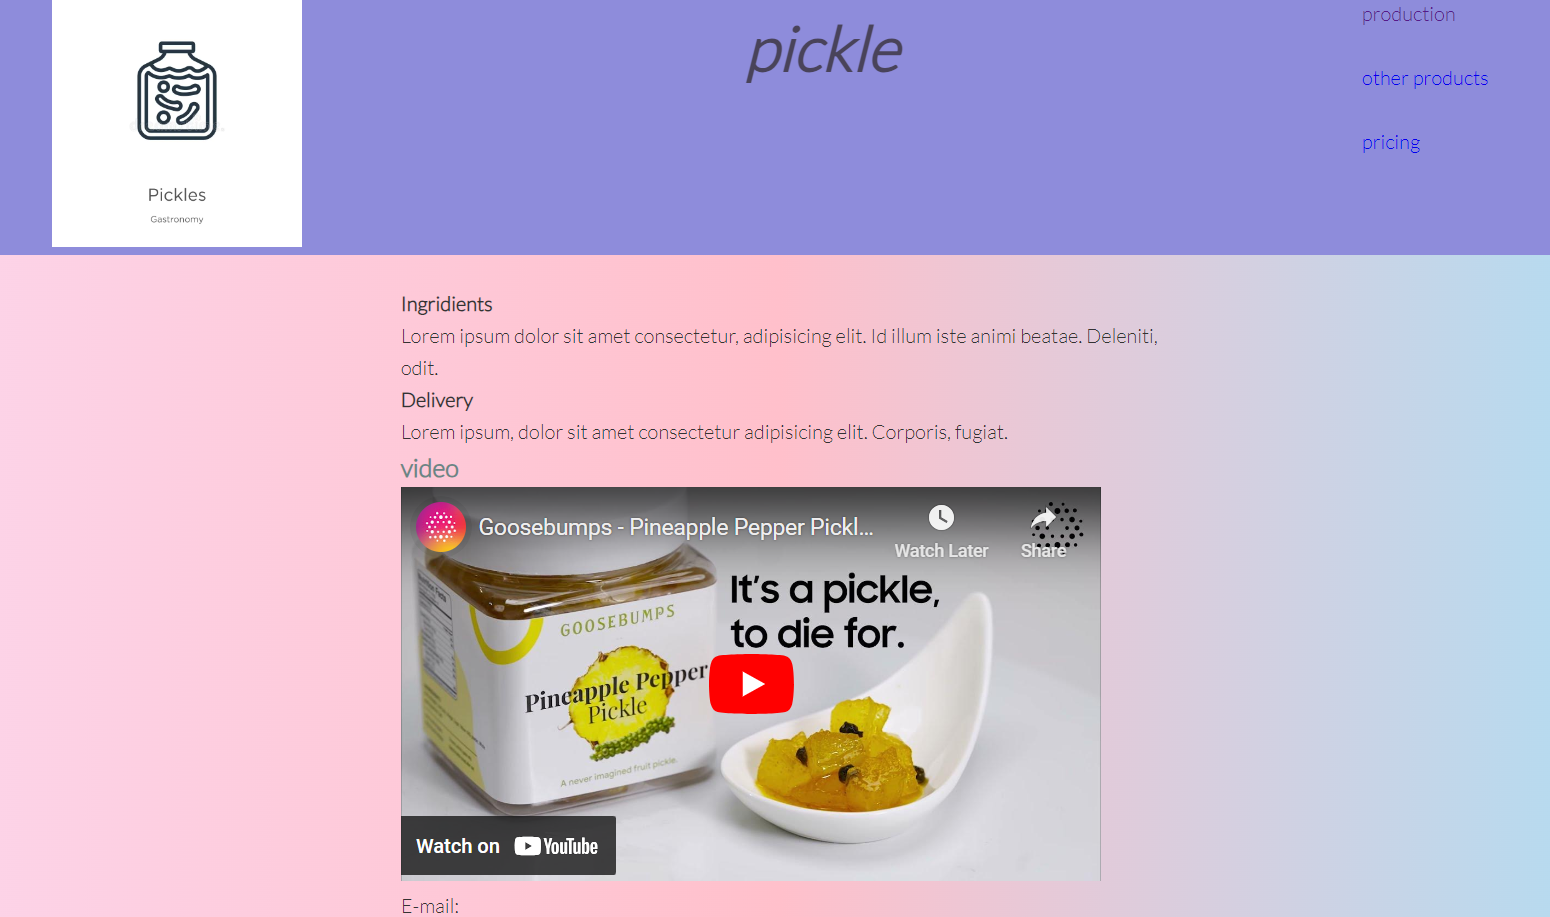 Pickles
Gastronomy
pickle
production
other products
pricing
Ingridients
Lorem ipsum dolor sit amet consectetur, adipisicing elit. Id illum iste animi beatae. Deleniti,
odit.
Delivery
Lorem ipsum, dolor sit amet consectetur adipisicing elit. Corporis, fugiat.
video
Goosebumps - Pineapple Pepper Pickl...
Watch Later
Share
It's a pickle,
to die for.
GOOSEBUMPS
Pineapple Pepper
Pickle
A never imagined fruit pickle.
Watch on YouTube
E-mail: